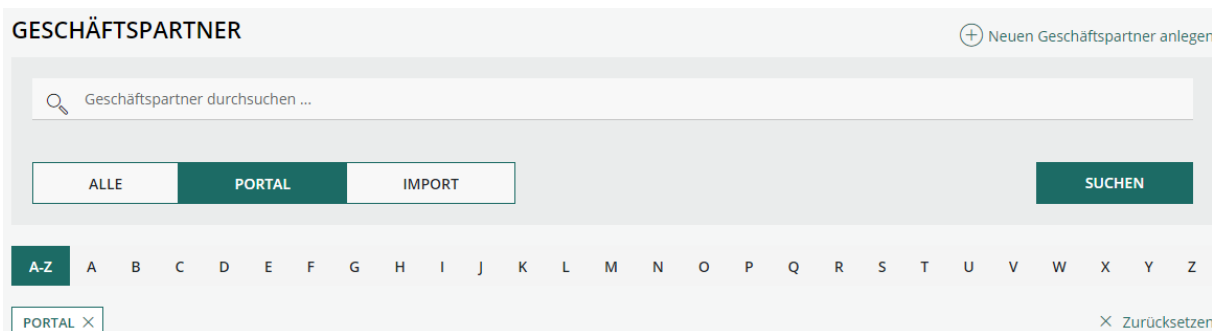 GESCHÄFTSPARTNER
Neuen Geschäftspartner anlegen
Geschäftspartner durchsuchen ...
ALLE PORTAL IMPORT SUCHEN
A-Z A B C D E F G H I J K L M N O P Q R S T U V W X Y Z
PORTAL
Zurücksetzen